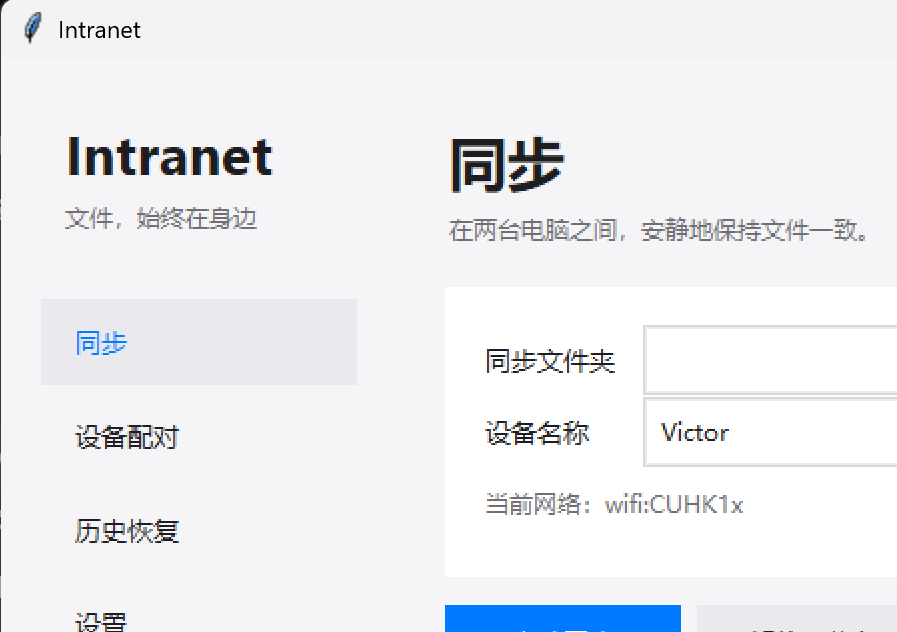 Intranet
Intranet
文件，始终在身边
同步
设备配对
历史恢复
设置
同步
在两台电脑之间，安静地保持文件一致。
同步文件夹
设备名称 Victor
当前网络：wifi:CUHK1x